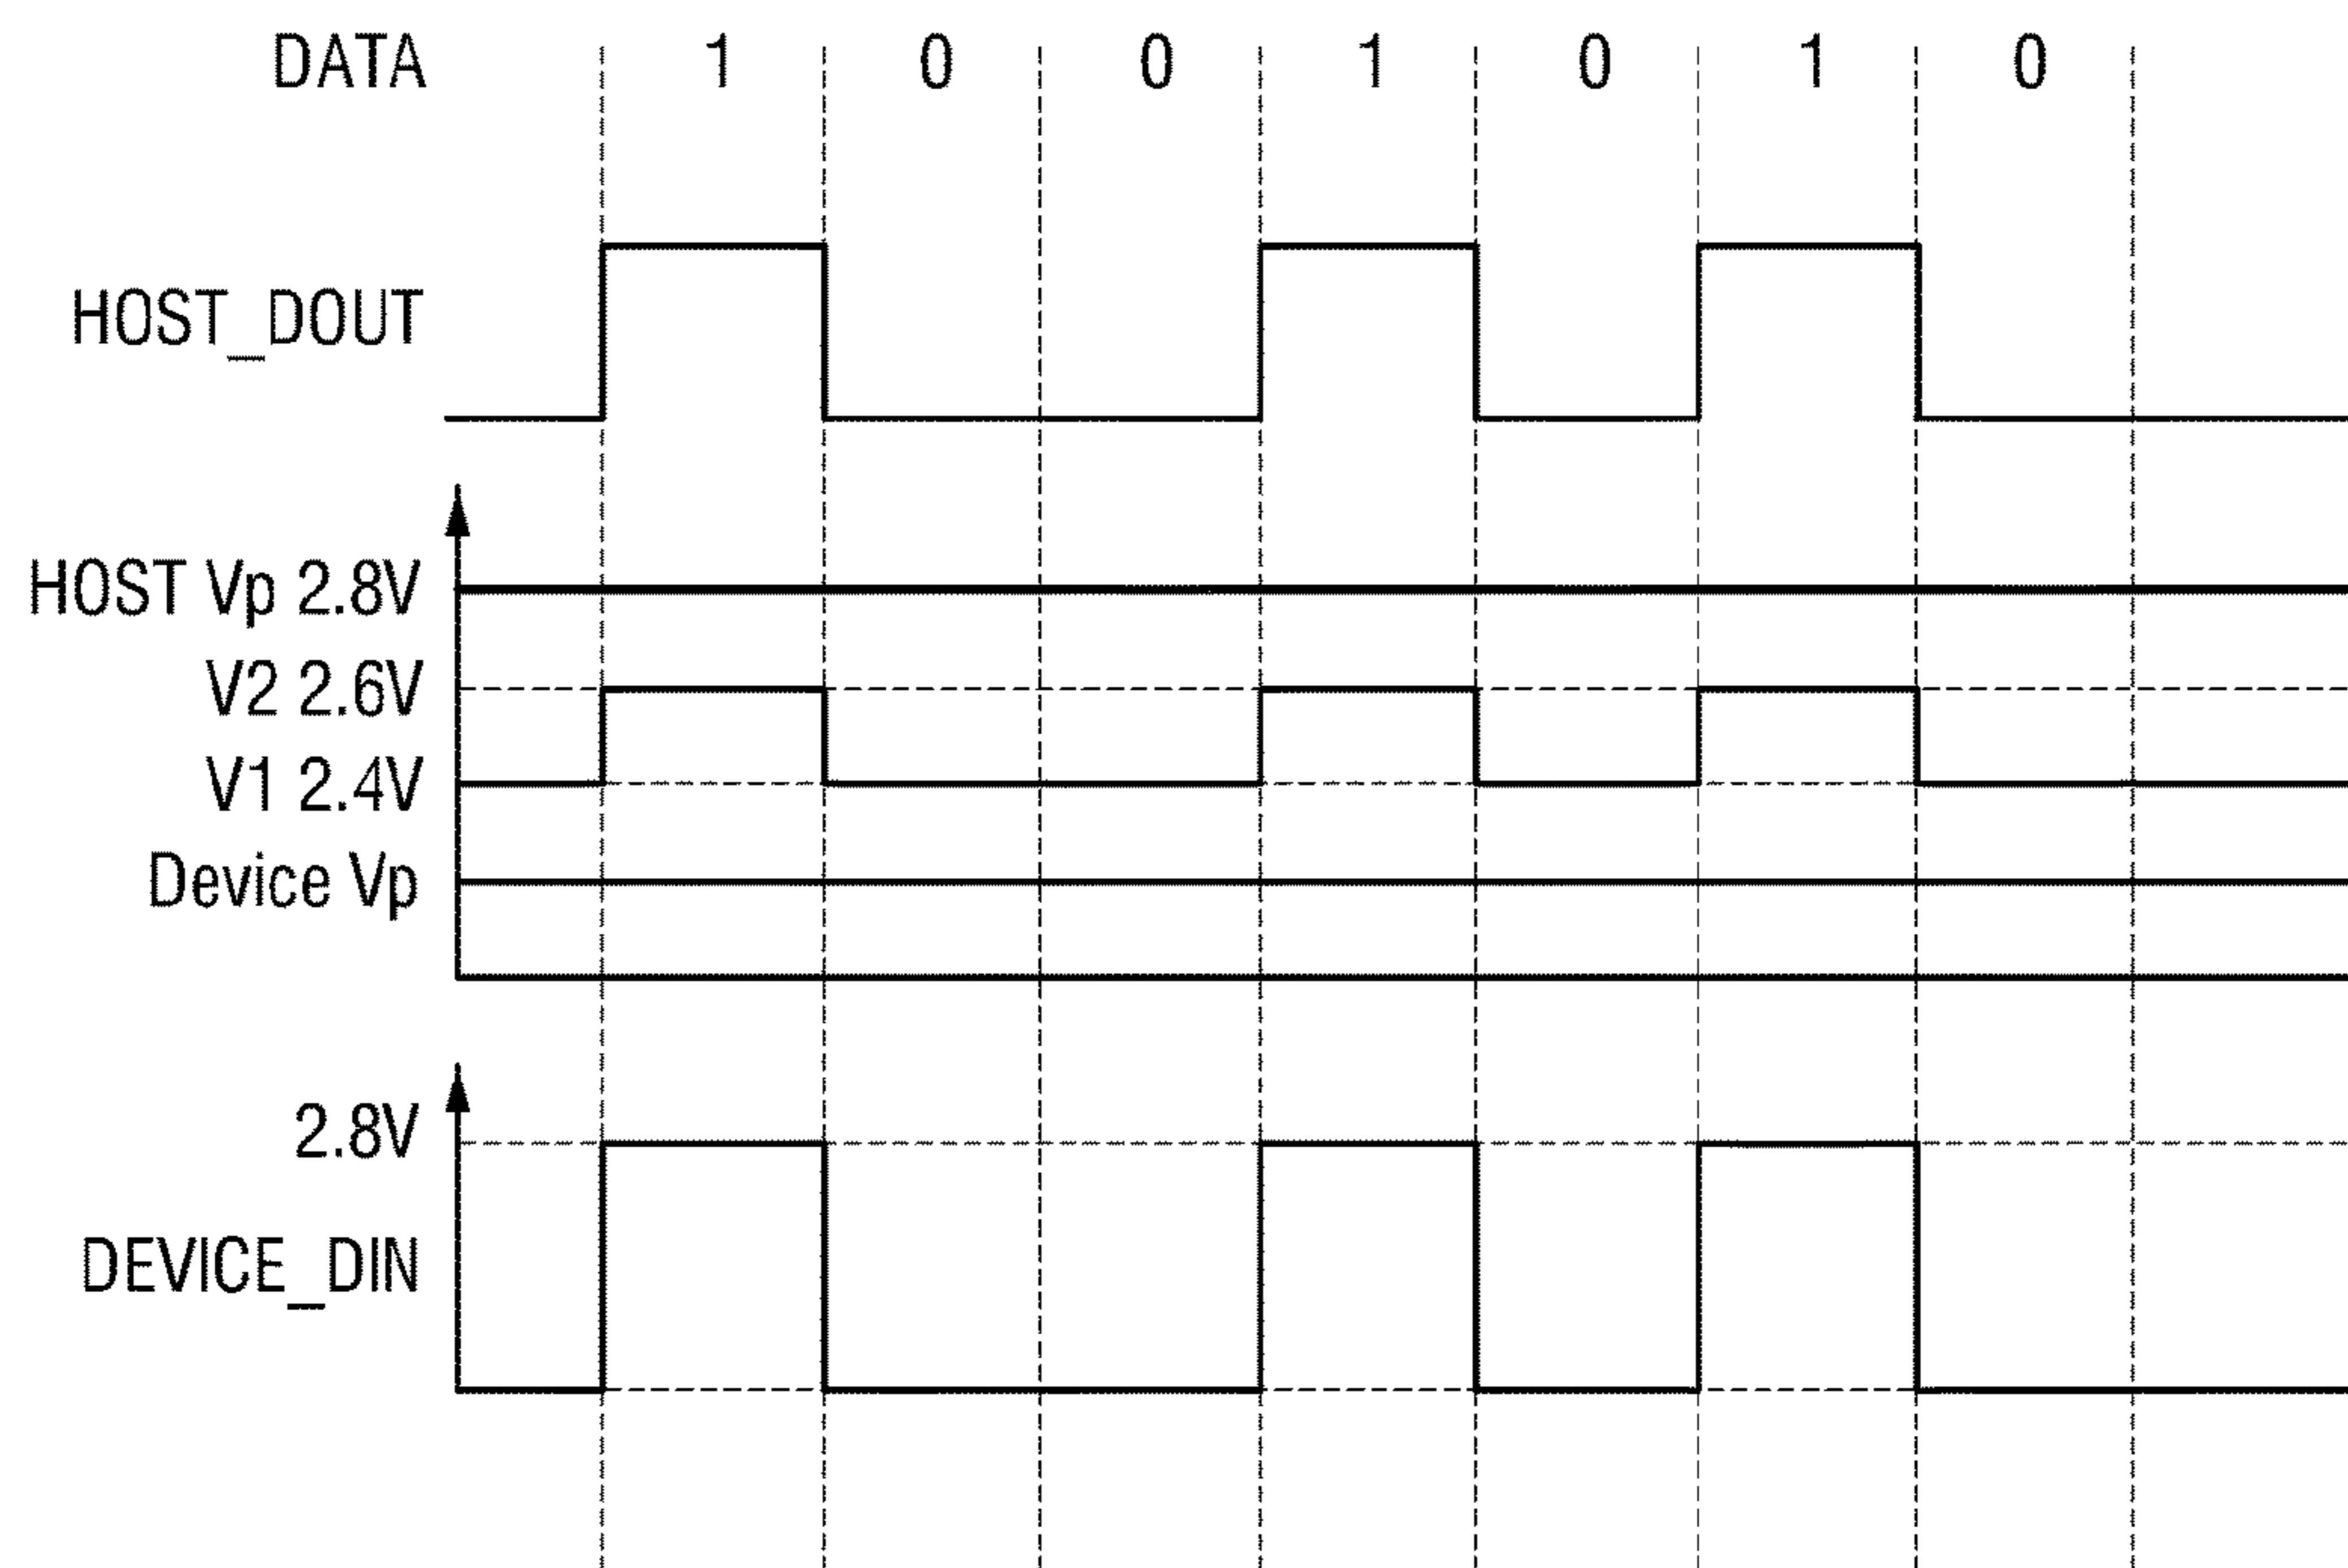 DATA 1 0 0 1 0 1 0
HOST_DOUT
HOST Vp 2.8V
V2 2.6V
V1 2.4V
Device Vp
2.8V
DEVICE_DIN